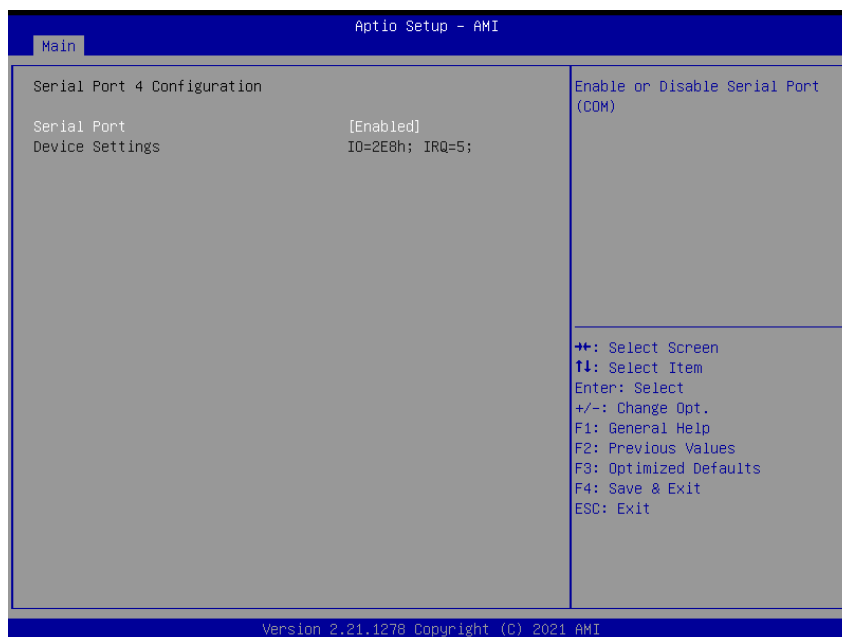 Aptio Setup – AMI
Main
Serial Port 4 Configuration
Serial Port [Enabled]
Device Settings IO=2E8h; IRQ=5;
Enable or Disable Serial Port
(COM)
→←: Select Screen
↑↓: Select Item
Enter: Select
+/-: Change Opt.
F1: General Help
F2: Previous Values
F3: Optimized Defaults
F4: Save & Exit
ESC: Exit
Version 2.21.1278 Copyright (C) 2021 AMI